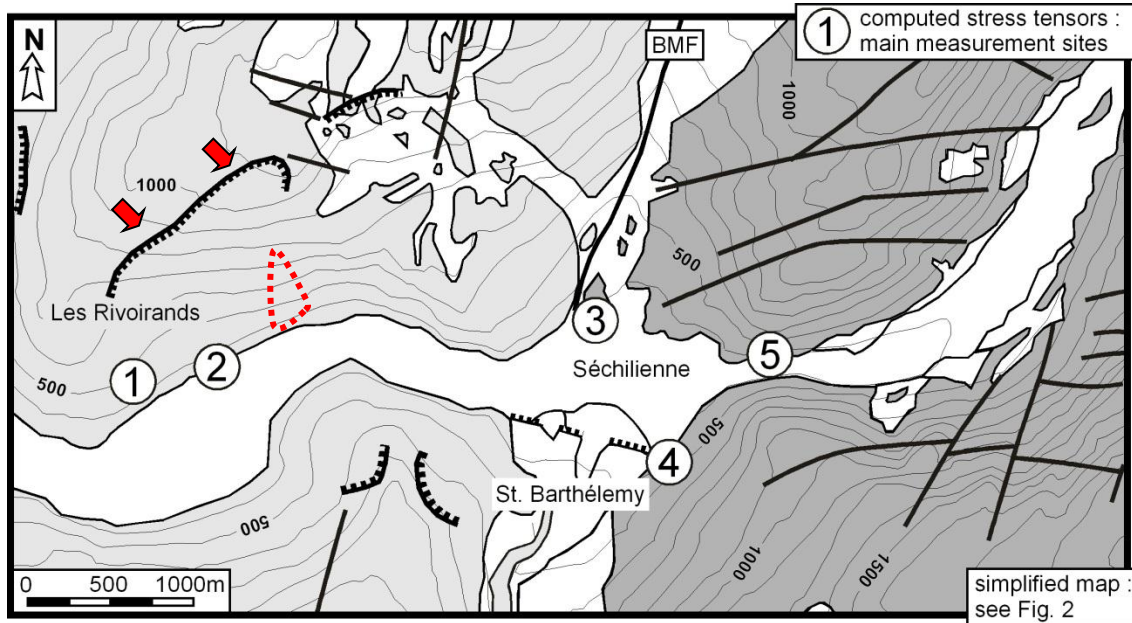 N
BMF
1 computed stress tensors :
main measurement sites
1000
1000
500
Les Rivoirands
3
2
Séchilienne
5
1
500
500
4
St. Barthélemy
500
1000
1500
0 500 1000m
simplified map :
see Fig. 2